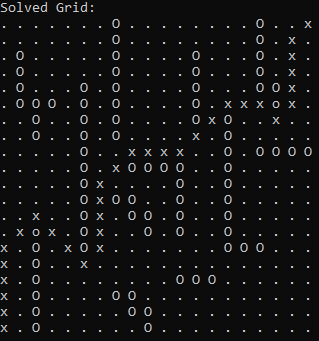 Solved Grid:
. . . . . . . O . . . . . . . . O . . x
. . . . . . . O . . . . . . . . O . x .
. O . . . . . O . . . . O . . . O . x .
. O . . . . . O . . . . O . . . O . x .
. O . . . O . O . . . . O . . . O O x .
. O O O . O . O . . . . O . x x x o x .
. . O . . O . O . . . . O x O . . x . .
. . O . . O . O . . . . x . O . . . . .
. . . . . O . . x x x x . . O . O O O O
. . . . . O . x O O O O . . O . . . . .
. . . . . O x . . . . O . . O . . . . .
. . . . . O x O O . . O . . O . . . . .
. . x . . O x . O O . O . . O . . . . .
. x o x . O x . . O . O . . O . . . . .
x . O . x O x . . . . . . . O O O . . .
x . O . . x . . . . . . . . . . . . . .
x . O . . . . . . . . O O O . . . . . .
x . O . . . . O O . . . . . . . . . . .
x . O . . . . . O O . . . . . . . . . .
x . O . . . . . . O . . . . . . . . . .